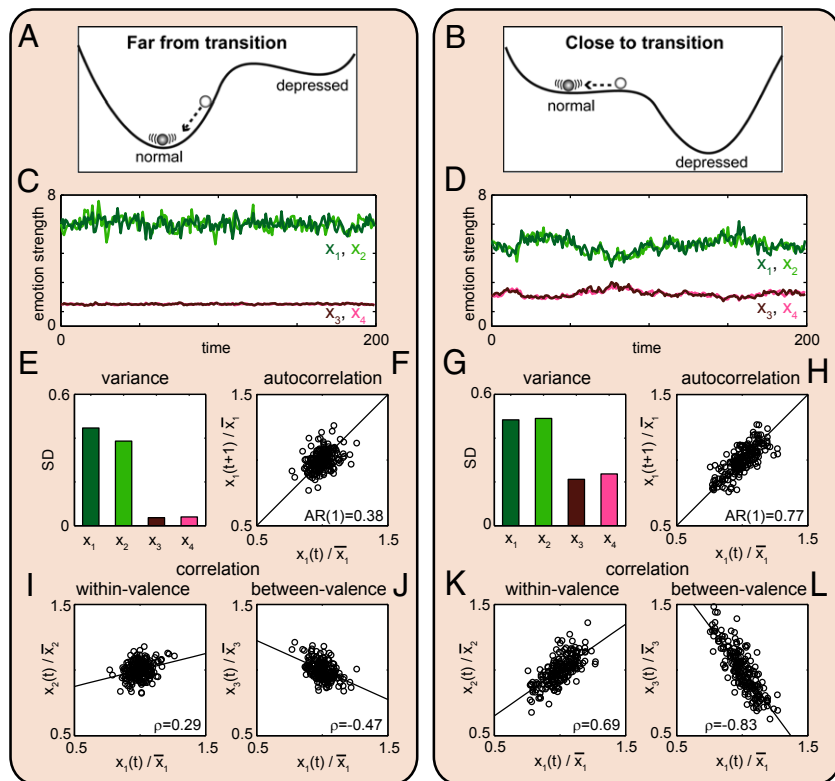 A
Far from transition
depressed
normal
B
Close to transition
normal
depressed
C
8
emotion strength
0
x₁, x₂
x₃, x₄
0
time
200
D
8
emotion strength
0
x₁, x₂
x₃, x₄
0
time
200
E
variance
0.6
SD
0
x₁ x₂ x₃ x₄
autocorrelation
F
x₁(t+1) / x̅₁
0.5
AR(1)=0.38
0.5
1.5
x₁(t) / x̅₁
G
variance
0.6
SD
0
x₁ x₂ x₃ x₄
autocorrelation
H
x₁(t+1) / x̅₁
0.5
AR(1)=0.77
0.5
1.5
x₁(t) / x̅₁
correlation
I
within-valence
1.5
x₂(t) / x̅₂
0.5
ρ=0.29
0.5
1.5
x₁(t) / x̅₁
between-valence
J
1.5
x₃(t) / x̅₃
0.5
ρ=-0.47
0.5
1.5
x₁(t) / x̅₁
correlation
K
within-valence
1.5
x₂(t) / x̅₂
0.5
ρ=0.69
0.5
1.5
x₁(t) / x̅₁
between-valence
L
1.5
x₃(t) / x̅₃
0.5
ρ=-0.83
0.5
1.5
x₁(t) / x̅₁